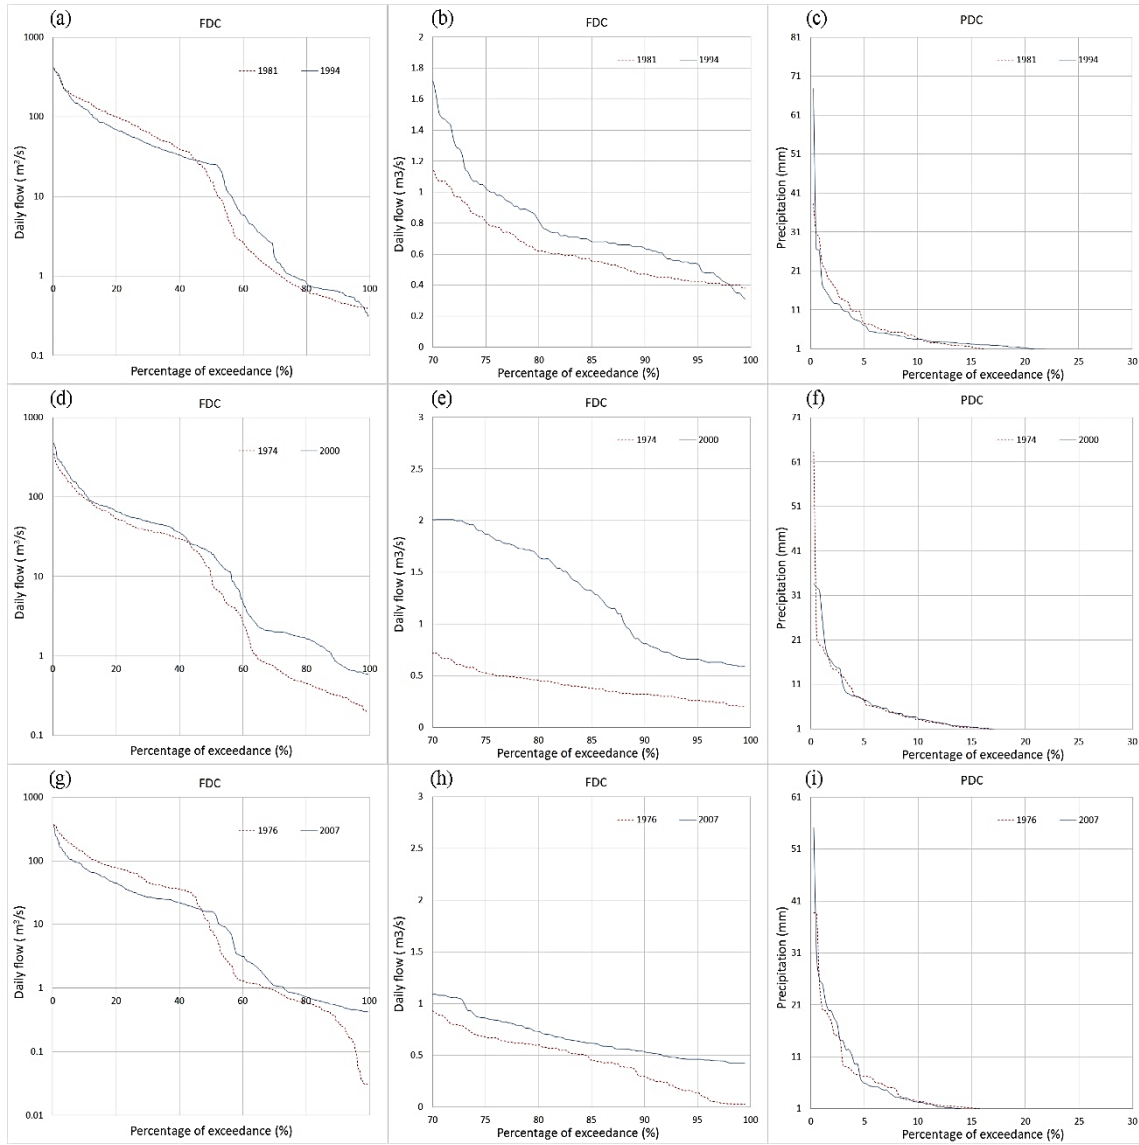 (a)
FDC
1981 1994
1000
100
10
1
0.1
0 20 40 60 80 100
Daily flow ( m³/s)
Percentage of exceedance (%)
(b)
FDC
1981 1994
2
1.8
1.6
1.4
1.2
1
0.8
0.6
0.4
0.2
0
70 75 80 85 90 95 100
Daily flow ( m3/s)
Percentage of exceedance (%)
(c)
PDC
1981 1994
81
71
61
51
41
31
21
11
1
0 5 10 15 20 25 30
Precipitation (mm)
Percentage of exceedance (%)
(d)
FDC
1974 2000
1000
100
10
1
0.1
0 20 40 60 80 100
Daily flow ( m³/s)
Percentage of exceedance (%)
(e)
FDC
1974 2000
3
2.5
2
1.5
1
0.5
0
70 75 80 85 90 95 100
Daily flow ( m3/s)
Percentage of exceedance (%)
(f)
PDC
1974 2000
71
61
51
41
31
21
11
1
0 5 10 15 20 25 30
Precipitation (mm)
Percentage of exceedance (%)
(g)
FDC
1976 2007
1000
100
10
1
0.1
0.01
0 20 40 60 80 100
Daily flow ( m³/s)
Percentage of exceedance (%)
(h)
FDC
1976 2007
3
2.5
2
1.5
1
0.5
0
70 75 80 85 90 95 100
Daily flow ( m3/s)
Percentage of exceedance (%)
(i)
PDC
1976 2007
61
51
41
31
21
11
1
0 5 10 15 20 25 30
Precipitation (mm)
Percentage of exceedance (%)